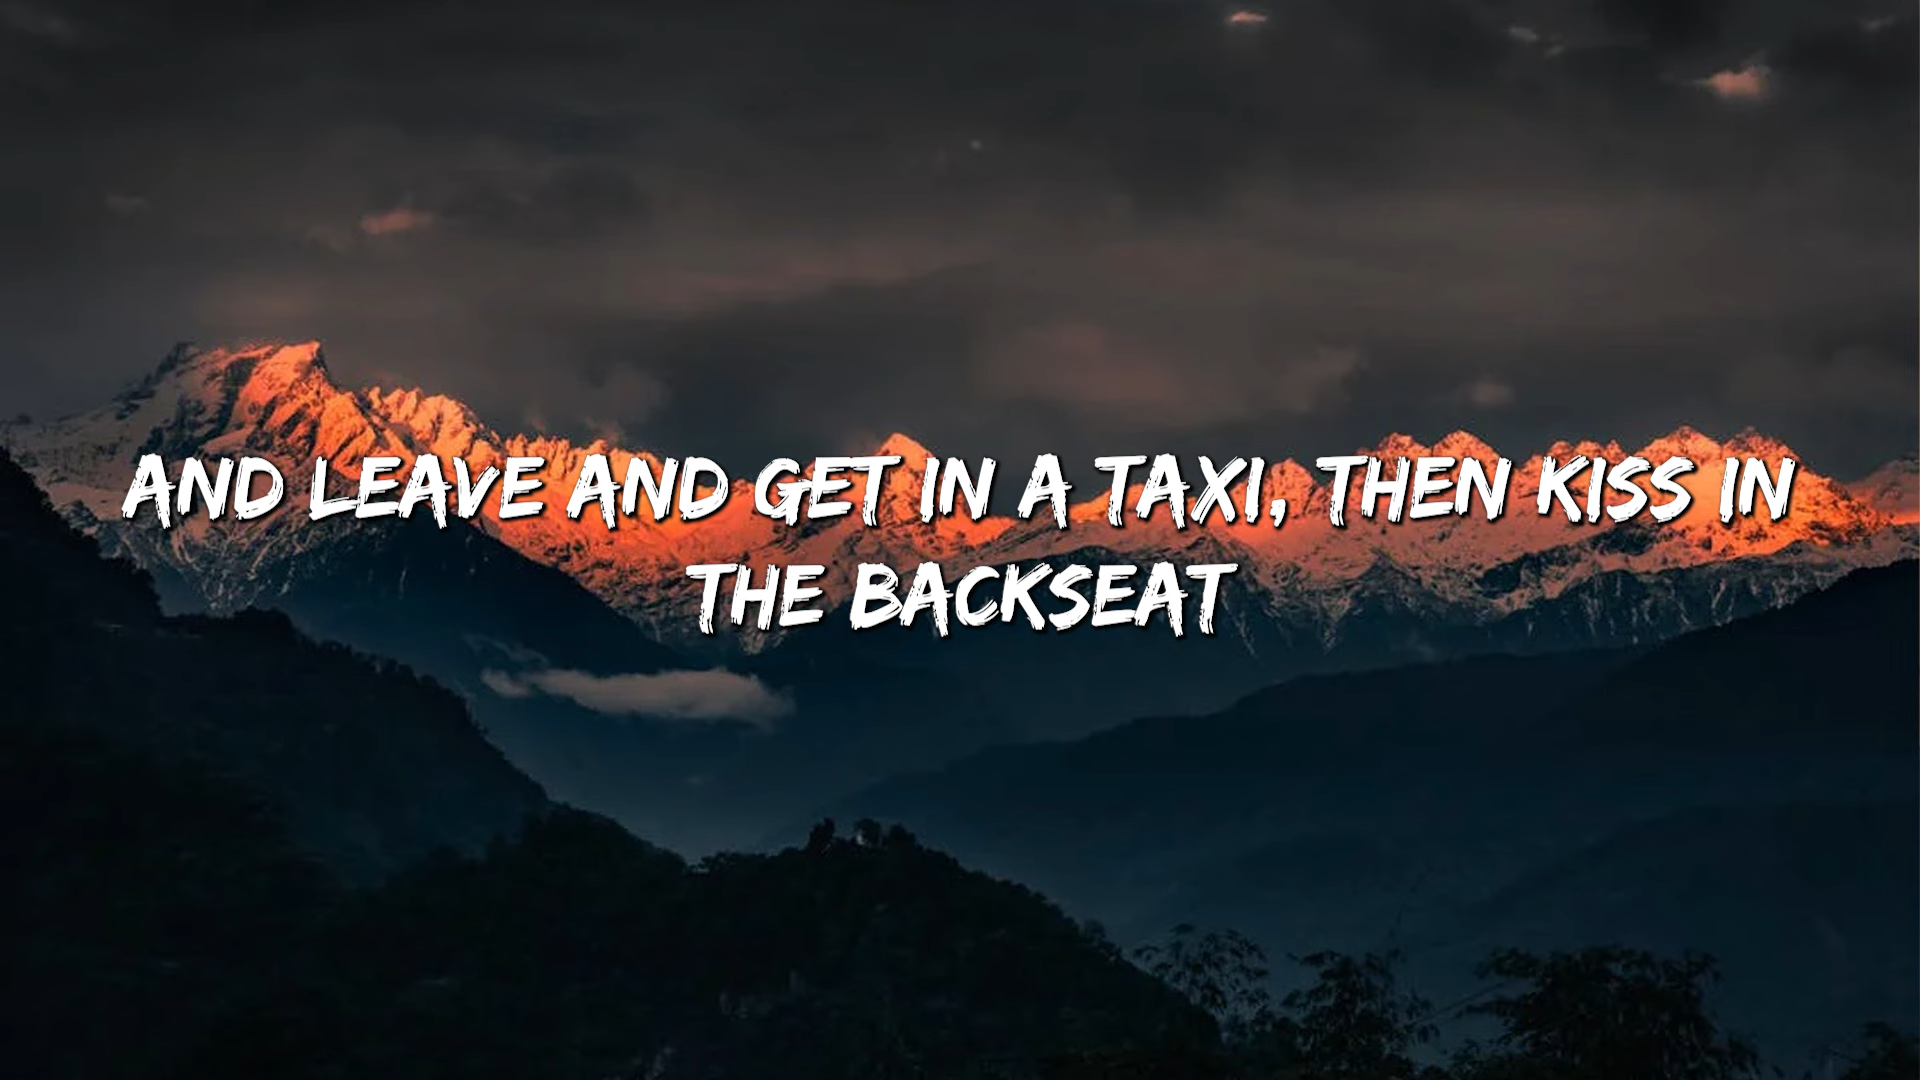 AND LEAVE AND GET IN A TAXI, THEN KISS IN
THE BACKSEAT